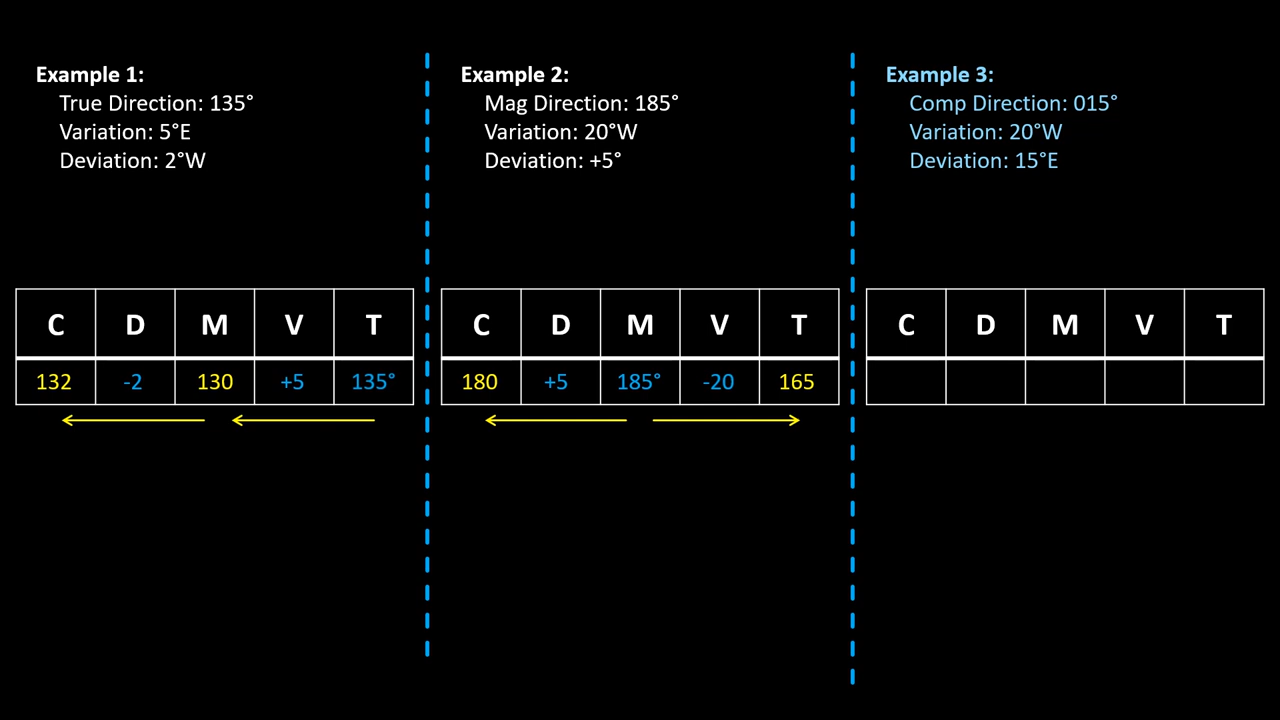 Example 1:
True Direction: 135°
Variation: 5°E
Deviation: 2°W
C D M V T
132 -2 130 +5 135°
Example 2:
Mag Direction: 185°
Variation: 20°W
Deviation: +5°
C D M V T
180 +5 185° -20 165
Example 3:
Comp Direction: 015°
Variation: 20°W
Deviation: 15°E
C D M V T